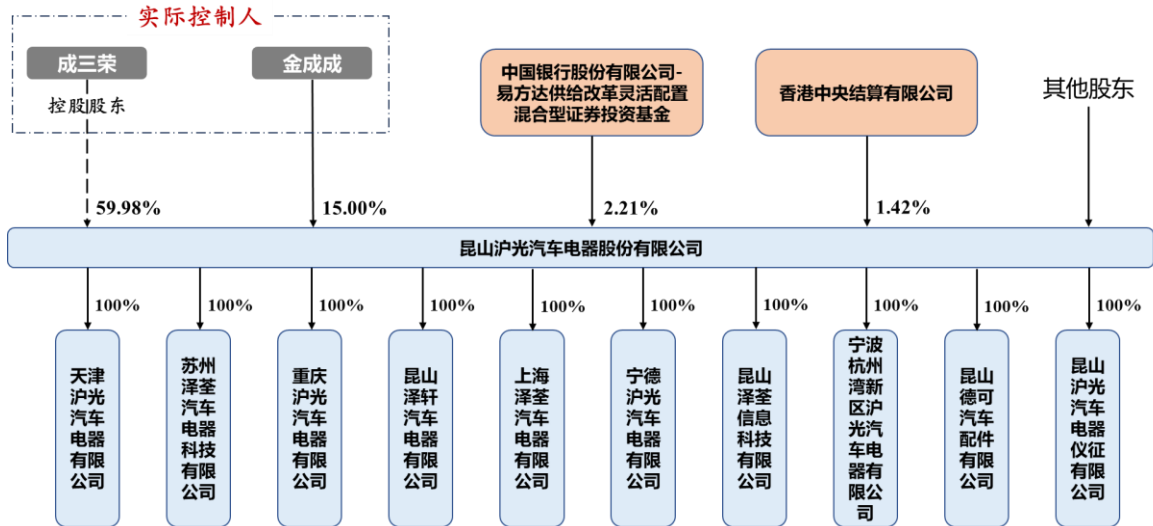 实际控制人
成三荣
金成成
控股股东
中国银行股份有限公司-
易方达供给改革灵活配置
混合型证券投资基金
香港中央结算有限公司
其他股东
59.98%
15.00%
2.21%
1.42%
昆山沪光汽车电器股份有限公司
100%
100%
100%
100%
100%
100%
100%
100%
100%
100%
天津
沪光
汽车
电器
有限
公司
苏州
泽荃
汽车
电器
科技
有限
公司
重庆
沪光
汽车
电器
有限
公司
昆山
泽轩
汽车
电器
有限
公司
上海
泽荃
汽车
电器
有限
公司
宁德
沪光
汽车
电器
有限
公司
昆山
泽荃
信息
科技
有限
公司
宁波
杭州
湾新
区沪
光汽
车电
器有
限公
司
昆山
德可
汽车
配件
有限
公司
昆山
沪光
汽车
电器
仪征
有限
公司